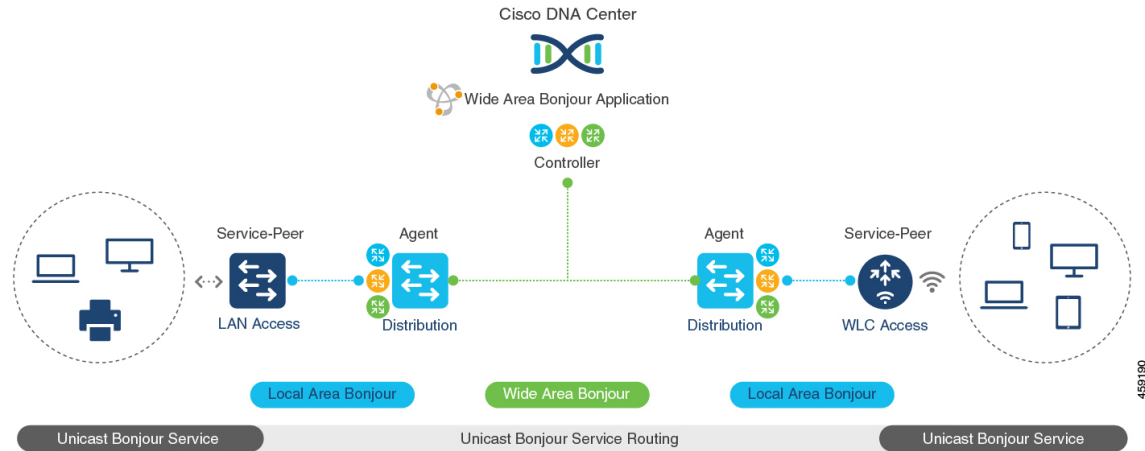 Cisco DNA Center
Wide Area Bonjour Application
Controller
Service-Peer
Agent
Agent
Service-Peer
LAN Access
Distribution
Distribution
WLC Access
Local Area Bonjour
Wide Area Bonjour
Local Area Bonjour
Unicast Bonjour Service
Unicast Bonjour Service Routing
Unicast Bonjour Service
459190